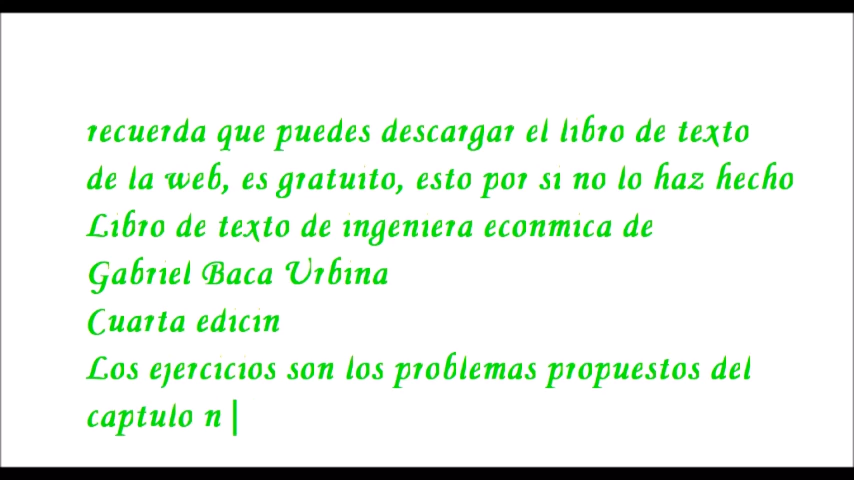 recuerda que puedes descargar el libro de texto
de la web, es gratuito, esto por si no lo haz hecho
Libro de texto de ingeniera econmica de
Gabriel Baca Urbina
Cuarta edicin
Los ejercicios son los problemas propuestos del
captulo n|